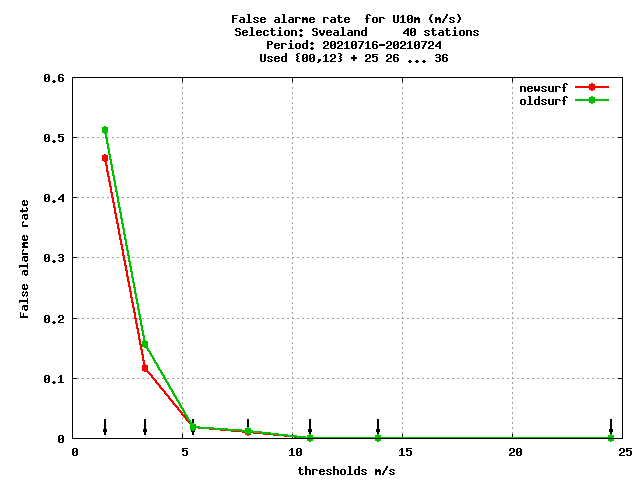 False alarme rate  for U10m (m/s)
Selection: Svealand     40 stations
Period: 20210716-20210724
Used {00,12} + 25 26 ... 36
newsurf
oldsurf
0.6
0.5
0.4
0.3
0.2
0.1
0
False alarme rate
0 5 10 15 20 25
thresholds m/s